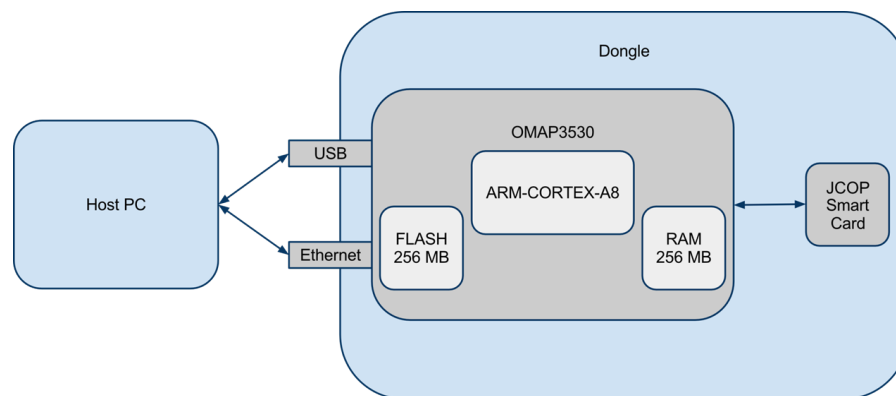 Dongle
OMAP3530
USB
ARM-CORTEX-A8
JCOP
Smart
Card
Host PC
FLASH
256 MB
RAM
256 MB
Ethernet